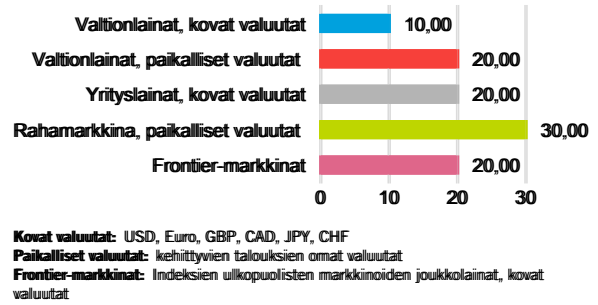 Valtionlainat, kovat valuutat 10,00
Valtionlainat, paikalliset valuutat 20,00
Yrityslainat, kovat valuutat 20,00
Rahamarkkina, paikalliset valuutat 30,00
Frontier-markkinat 20,00
0 10 20 30
Kovat valuutat: USD, Euro, GBP, CAD, JPY, CHF
Paikalliset valuutat: kehittyvien talouksien omat valuutat
Frontier-markkinat: Indeksien ulkopuolisten markkinoiden joukkolainat, kovat
valuutat